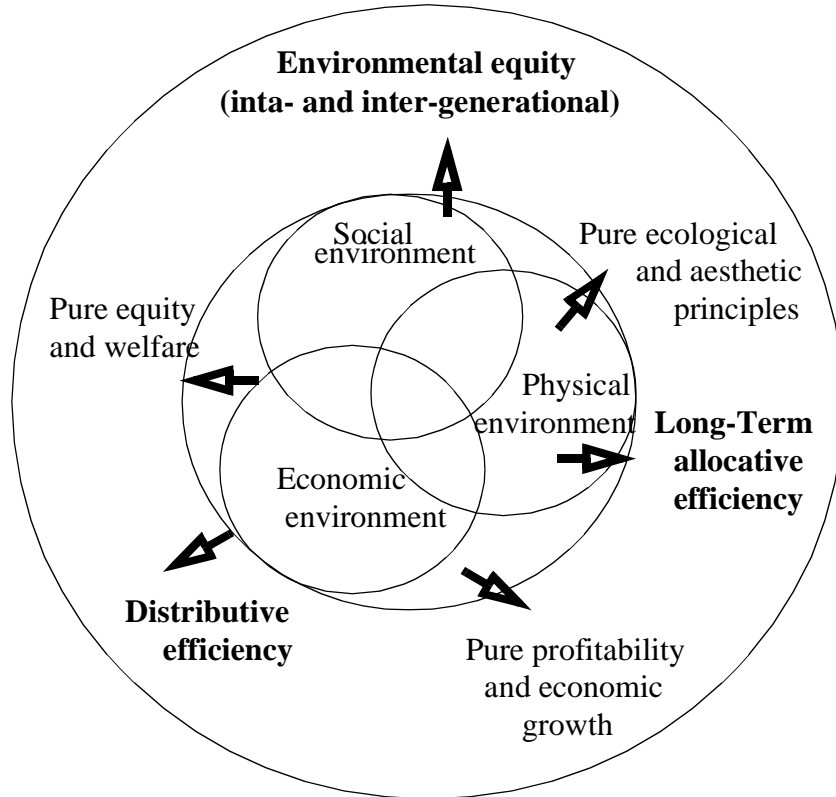 Environmental equity
(inta- and inter-generational)
Social
environment
Pure ecological
and aesthetic
principles
Pure equity
and welfare
Physical
environment
Long-Term
allocative
efficiency
Economic
environment
Distributive
efficiency
Pure profitability
and economic
growth